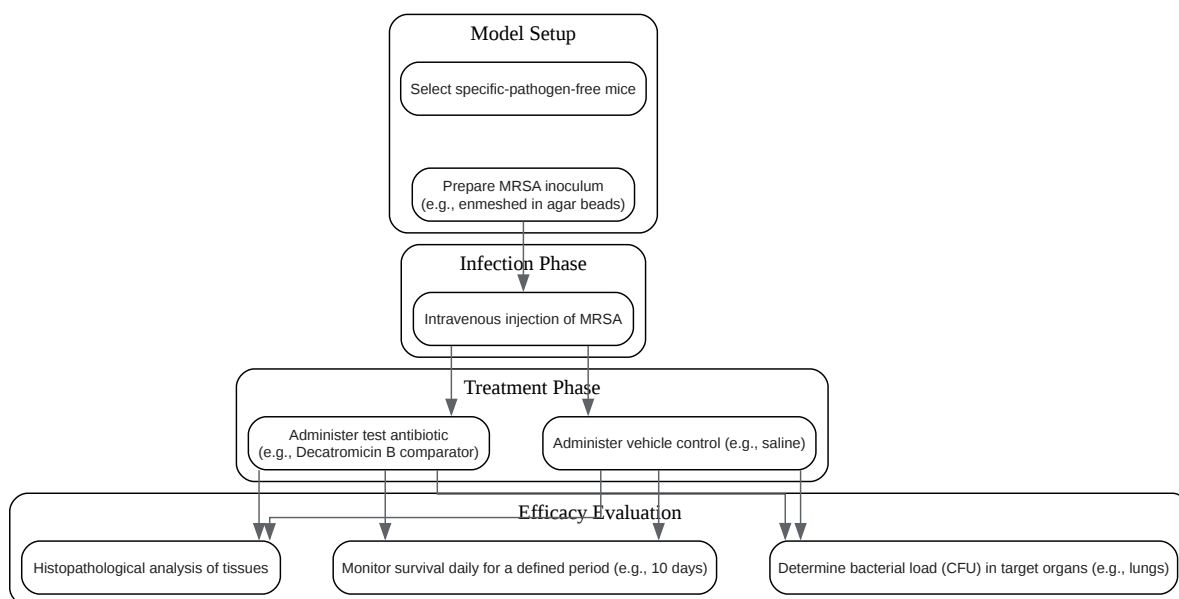 Model Setup
Select specific-pathogen-free mice
Prepare MRSA inoculum
(e.g., enmeshed in agar beads)
Infection Phase
Intravenous injection of MRSA
Treatment Phase
Administer test antibiotic
(e.g., Decatromicin B comparator)
Administer vehicle control (e.g., saline)
Efficacy Evaluation
Histopathological analysis of tissues
Monitor survival daily for a defined period (e.g., 10 days)
Determine bacterial load (CFU) in target organs (e.g., lungs)